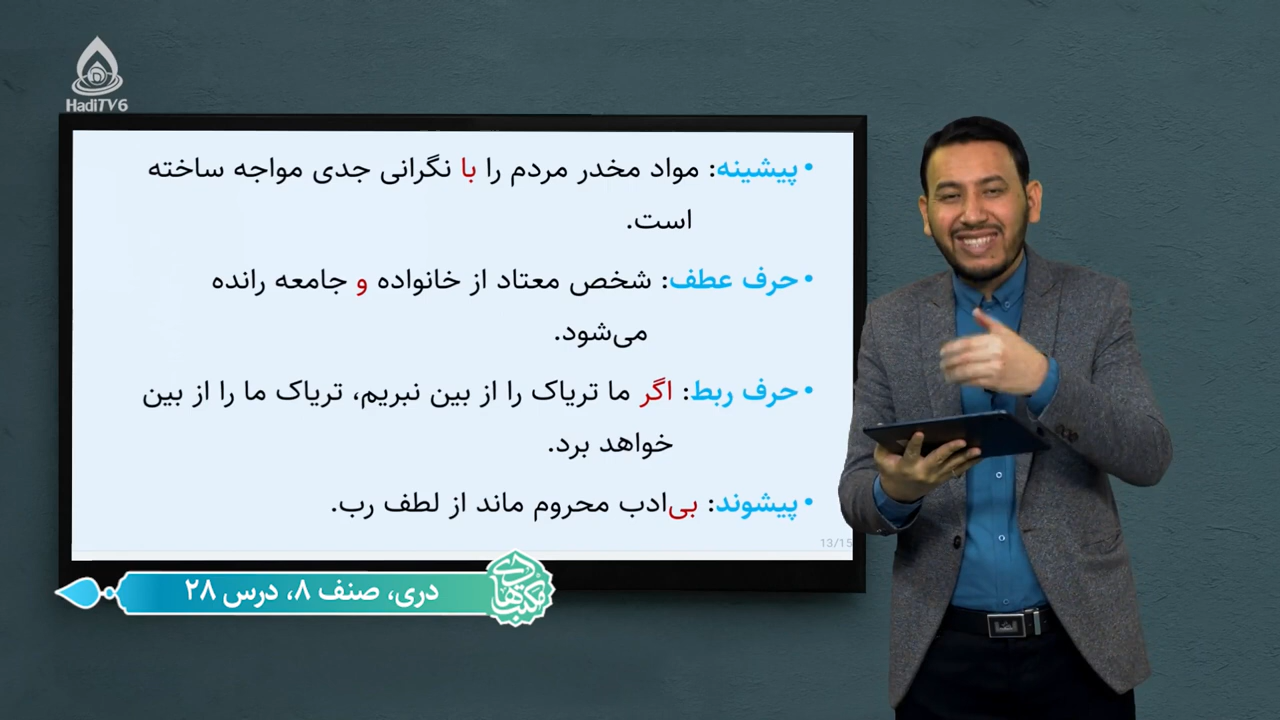 HadiTV6
• پیشینه: مواد مخدر مردم را با نگرانی جدی مواجه ساخته
است.
• حرف عطف: شخص معتاد از خانواده و جامعه رانده
می‌شود.
• حرف ربط: اگر ما تریاک را از بین نبریم، تریاک ما را از بین
خواهد برد.
• پیشوند: بی‌ادب محروم ماند از لطف رب.
13/15
دری، صنف ۸، درس ۲۸